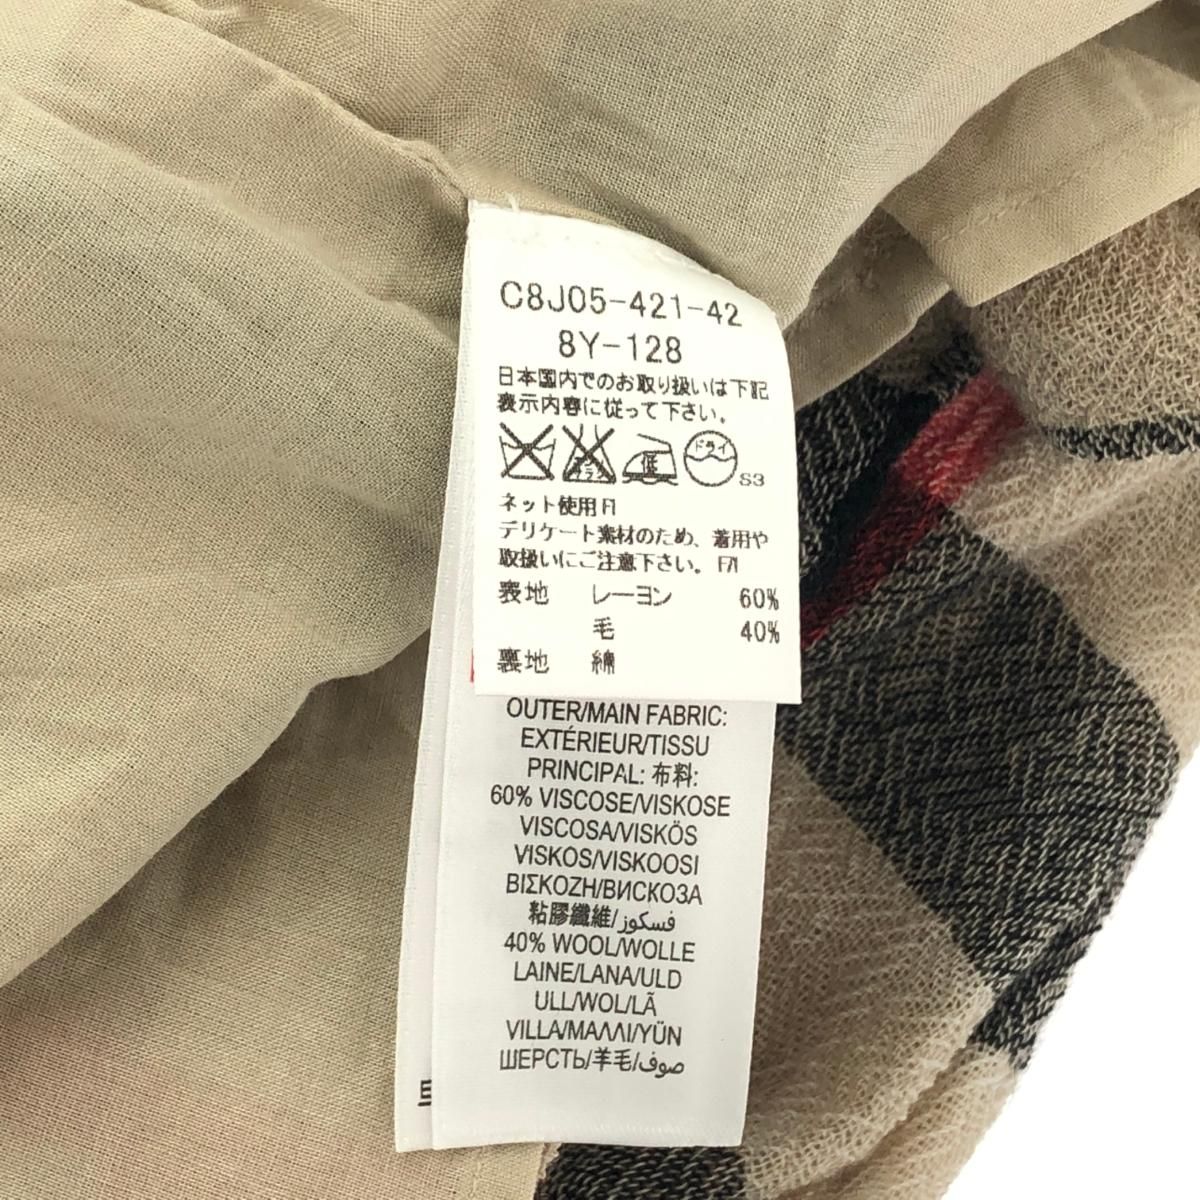 C8J05-421-42
8Y-128
日本国内でのお取り扱いは下記
表示内容に従って下さい。
低 ドライ S3
ネット使用 F/
デリケート素材のため、着用や
取扱いにご注意下さい。 F/1
表地 レーヨン 60%
毛 40%
裏地 綿
OUTER/MAIN FABRIC:
EXTÉRIEUR/TISSU
PRINCIPAL: 布料:
60% VISCOSE/VISKOSE
VISCOSA/VISKÖS
VISKOS/VISKOOSI
ΒΙΣΚΟΖΗ/ВИСКОЗА
粘膠纖維/فسكوز
40% WOOL/WOLLE
LAINE/LANA/ULD
ULL/WOL/LÃ
VILLA/ΜΑΛΛΙ/YÜN
ШЕРСТЬ/羊毛/صوف